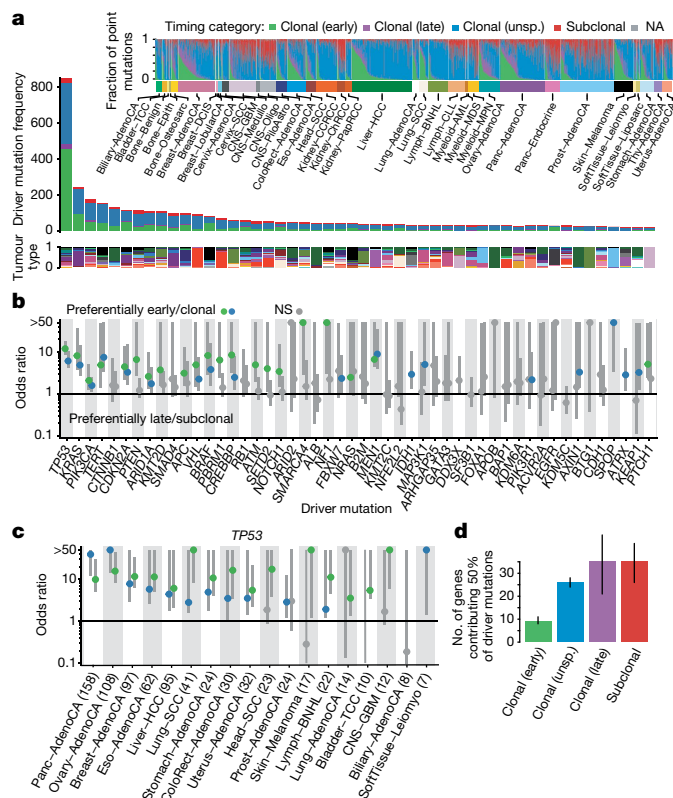 a
Timing category: Clonal (early) Clonal (late) Clonal (unsp.) Subclonal NA
Fraction of point mutations
1
0
Biliary-AdenoCA
Bladder-TCC
Bone-Benign
Bone-Epith
Bone-Osteosarc
Breast-AdenoCA
Breast-DCIS
Breast-LobularCA
Cervix-AdenoCA
Cervix-SCC
CNS-GBM
CNS-Medullo
CNS-Oligo
CNS-PiloAstro
ColoRect-AdenoCA
Eso-AdenoCA
Head-SCC
Kidney-CCRCC
Kidney-ChRCC
Kidney-PapRCC
Liver-HCC
Lung-AdenoCA
Lung-SCC
Lymph-BNHL
Lymph-CLL
Myeloid-AML
Myeloid-MDS
Myeloid-MPN
Ovary-AdenoCA
Panc-AdenoCA
Panc-Endocrine
Prost-AdenoCA
Skin-Melanoma
SoftTissue-Leiomyo
SoftTissue-Liposarc
Stomach-AdenoCA
Thy-AdenoCA
Uterus-AdenoCA
Driver mutation frequency
800
600
400
200
0
Tumour type
1
0
b
Preferentially early/clonal
NS
Odds ratio
>50
10
1
0.1
Preferentially late/subclonal
TP53
KRAS
PIK3CA
TERT
CTNNB1
CDKN2A
PTEN
ARID1A
KMT2D
SMAD4
APC
VHL
BRAF
PBRM1
CREBBP
RB1
ATM
SETD2
NOTCH1
ARID2
SMARCA4
ALB
NF1
FBXW7
NRAS
B2M
MEN1
KMT2C
NFE2L2
IDH1
MAP3K1
ARHGAP35
GATA3
DDX3X
SF3B1
FOXA1
APOB
BAP1
KDM6A
PIK3R1
ACVR2A
EGFR
KDM5C
AXIN1
BTG1
CDH1
SPOP
ATRX
KEAP1
PTCH1
Driver mutation
c
TP53
Odds ratio
>50
10
1
0.1
Panc-AdenoCA (158)
Ovary-AdenoCA (108)
Breast-AdenoCA (97)
Eso-AdenoCA (62)
Liver-HCC (95)
Lung-SCC (41)
Stomach-AdenoCA (24)
ColoRect-AdenoCA (30)
Uterus-AdenoCA (32)
Head-SCC (23)
Prost-AdenoCA (24)
Skin-Melanoma (17)
Lymph-BNHL (22)
Lung-AdenoCA (14)
Bladder-TCC (10)
CNS-GBM (12)
Biliary-AdenoCA (8)
SoftTissue-Leiomyo (7)
d
No. of genes contributing 50% of driver mutations
30
20
10
0
Clonal (early)
Clonal (unsp.)
Clonal (late)
Subclonal